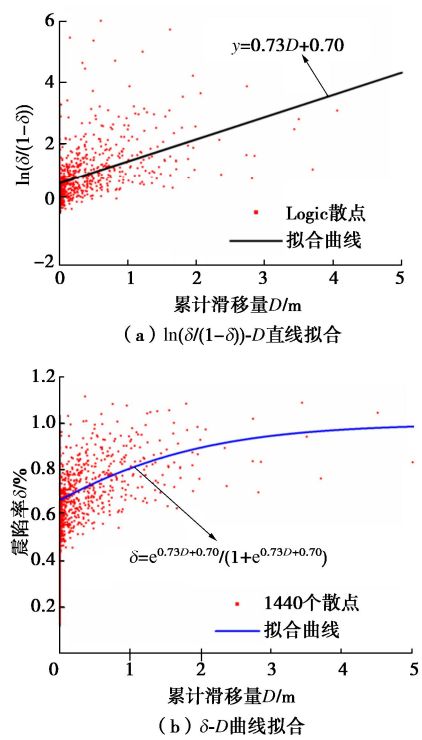 6
4
2
0
−2
ln(δ/(1−δ))
y=0.73D+0.70
Logic散点
拟合曲线
0 1 2 3 4 5
累计滑移量D/m
（a）ln(δ/(1−δ))-D直线拟合
1.2
1.0
0.8
0.6
0.4
0.2
震陷率δ/%
δ=e^{0.73D+0.70}/(1+e^{0.73D+0.70})
1440个散点
拟合曲线
0 1 2 3 4 5
累计滑移量D/m
（b）δ-D曲线拟合